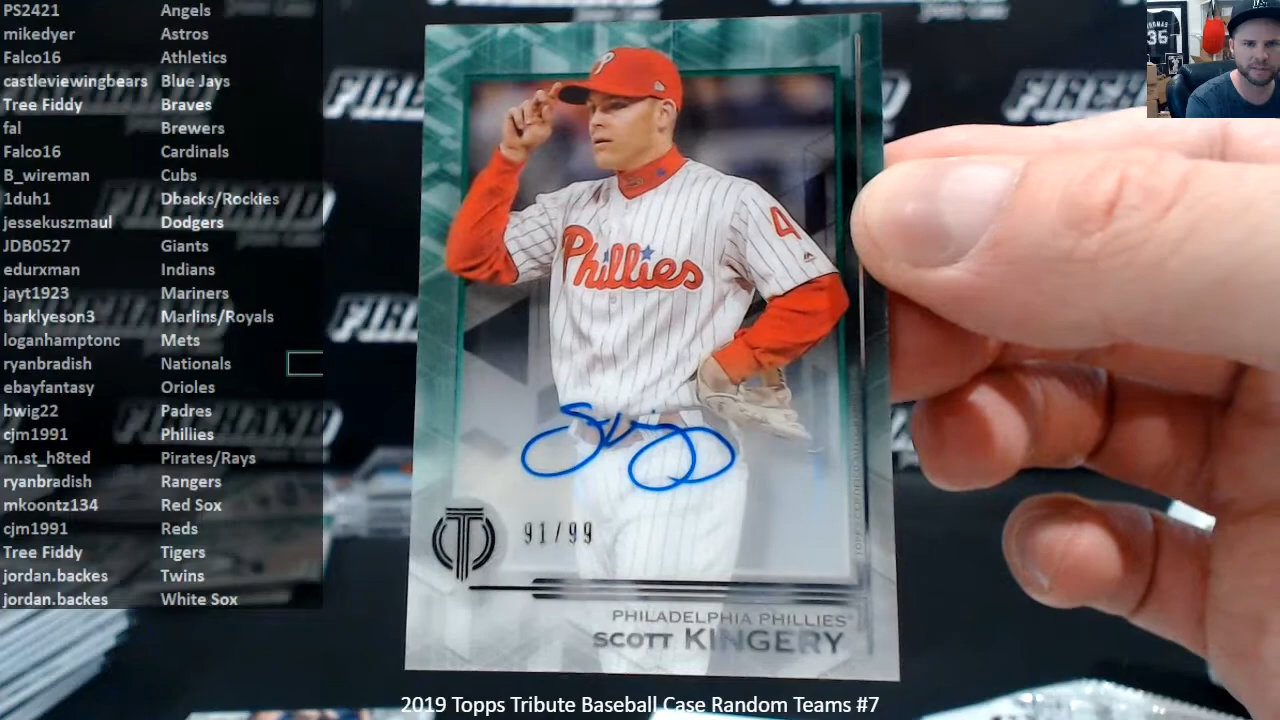 PS2421 Angels
mikedyer Astros
Falco16 Athletics
castleviewingbears Blue Jays
Tree Fiddy Braves
fal Brewers
Falco16 Cardinals
B_wireman Cubs
1duh1 Dbacks/Rockies
jessekuszmaul Dodgers
JDB0527 Giants
edurxman Indians
jayt1923 Mariners
barklyeson3 Marlins/Royals
loganhamptonc Mets
ryanbradish Nationals
ebayfantasy Orioles
bwig22 Padres
cjm1991 Phillies
m.st_h8ted Pirates/Rays
ryanbradish Rangers
mkoontz134 Red Sox
cjm1991 Reds
Tree Fiddy Tigers
jordan.backes Twins
jordan.backes White Sox
P
4
Phillies
91/99
PHILADELPHIA PHILLIES
SCOTT KINGERY
35
FIREHAND
2019 Topps Tribute Baseball Case Random Teams #7